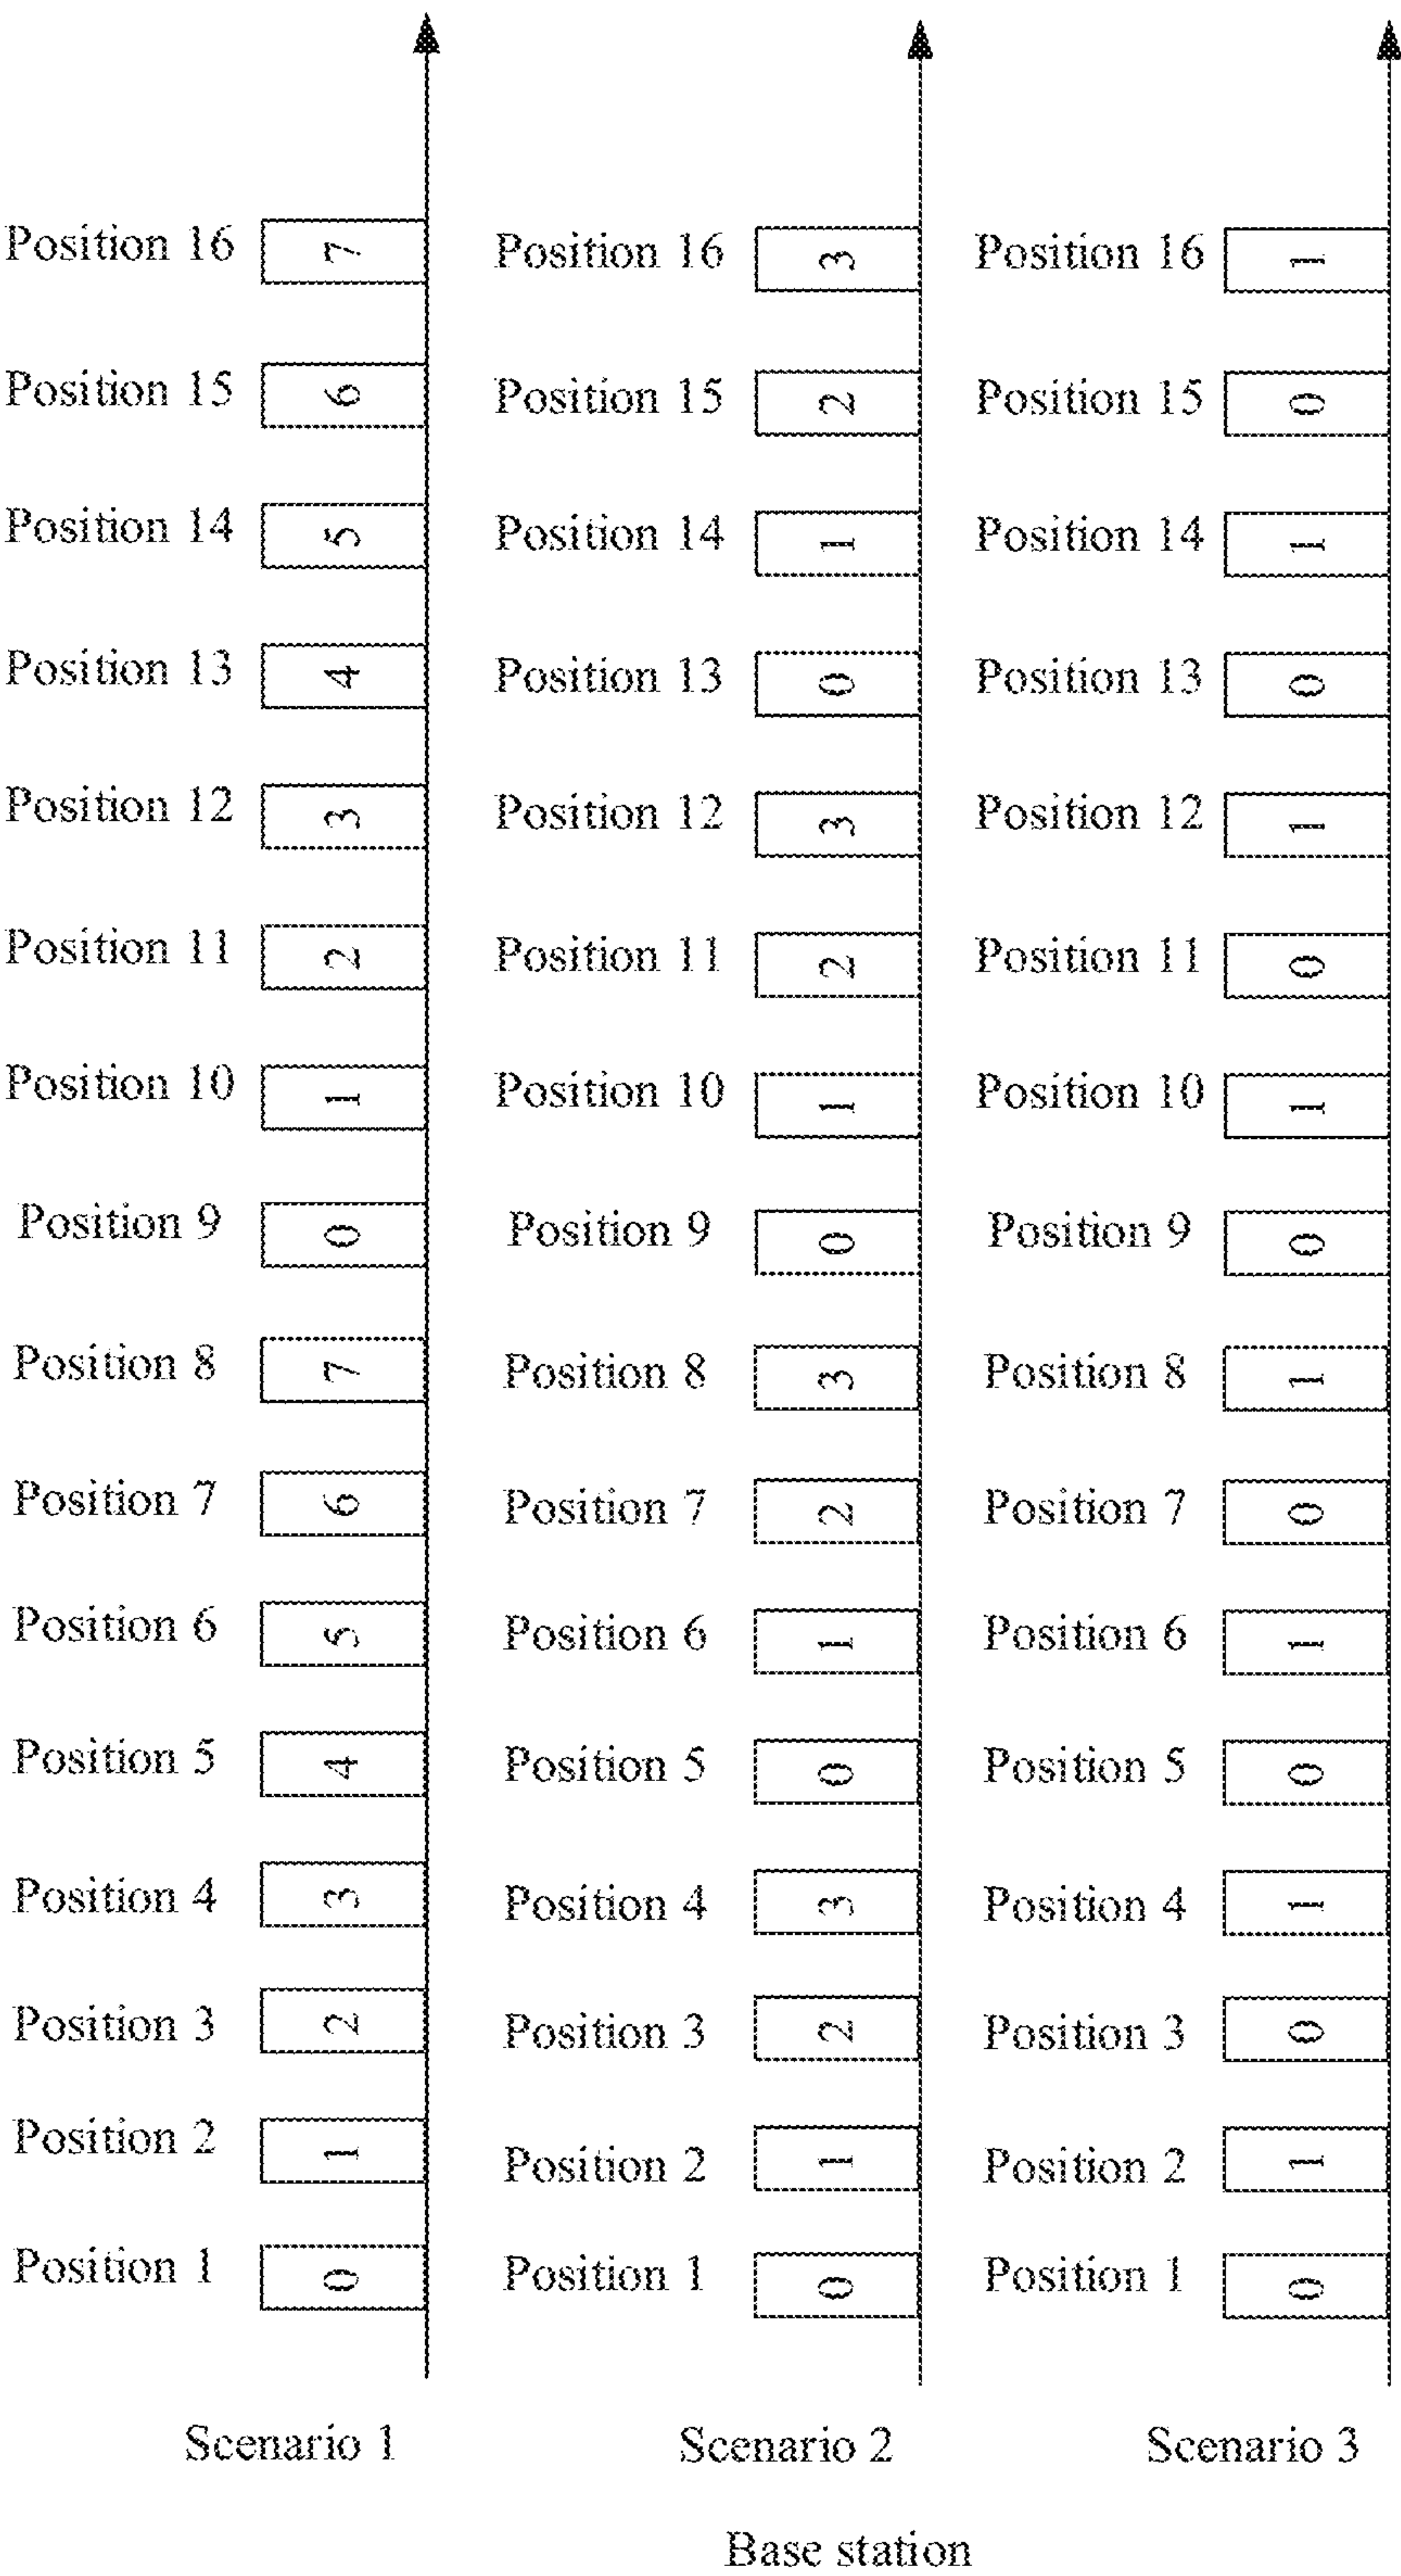 Position 16 7 Position 16 3 Position 16 1
Position 15 6 Position 15 2 Position 15 0
Position 14 5 Position 14 1 Position 14 1
Position 13 4 Position 13 0 Position 13 0
Position 12 3 Position 12 3 Position 12 1
Position 11 2 Position 11 2 Position 11 0
Position 10 1 Position 10 1 Position 10 1
Position 9 0 Position 9 0 Position 9 0
Position 8 7 Position 8 3 Position 8 1
Position 7 6 Position 7 2 Position 7 0
Position 6 5 Position 6 1 Position 6 1
Position 5 4 Position 5 0 Position 5 0
Position 4 3 Position 4 3 Position 4 1
Position 3 2 Position 3 2 Position 3 0
Position 2 1 Position 2 1 Position 2 1
Position 1 0 Position 1 0 Position 1 0
Scenario 1 Scenario 2 Scenario 3
Base station